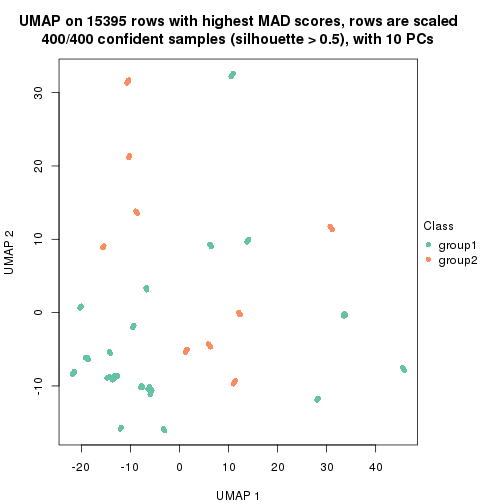 UMAP on 15395 rows with highest MAD scores, rows are scaled
400/400 confident samples (silhouette > 0.5), with 10 PCs
30
20
10
0
-10
UMAP 2
-20
-10
0
10
20
30
40
UMAP 1
Class
group1
group2